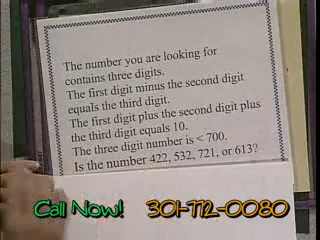 The number you are looking for
contains three digits.
The first digit minus the second digit
equals the third digit.
The first digit plus the second digit plus
the third digit equals 10.
The three digit number is < 700.
Is the number 422, 532, 721, or 613?
Call Now! 301-712-0080